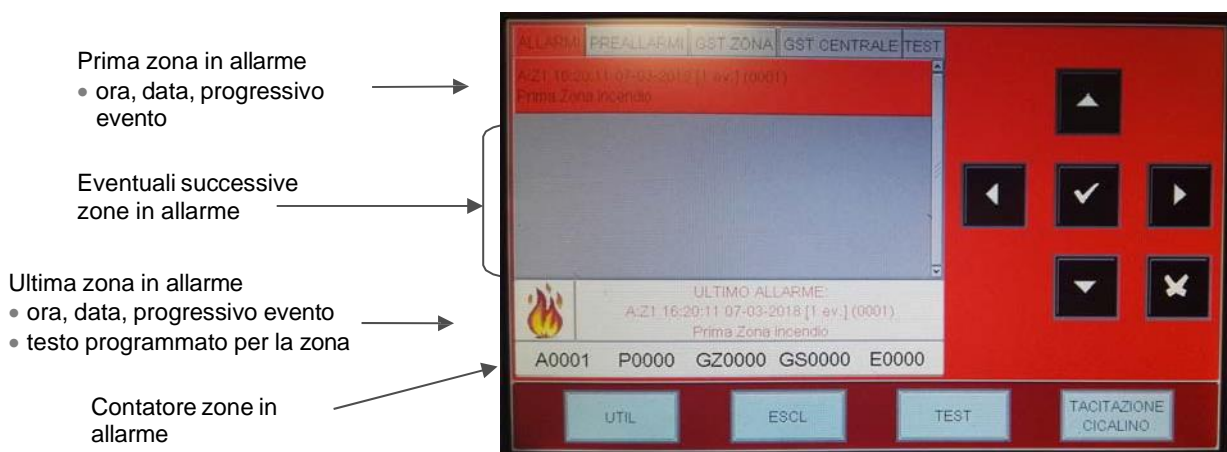 Prima zona in allarme
• ora, data, progressivo
evento
Eventuali successive
zone in allarme
Ultima zona in allarme
• ora, data, progressivo evento
• testo programmato per la zona
Contatore zone in
allarme
ALLARMI PREALLARMI GST ZONA GST CENTRALE TEST
A:Z1 16:20:11 07-03-2018 [1 ev.] (0001)
Prima Zona incendio
ULTIMO ALLARME:
A:Z1 16:20:11 07-03-2018 [1 ev.] (0001)
Prima Zona incendio
A0001 P0000 GZ0000 GS0000 E0000
UTIL ESCL TEST TACITAZIONE
CICALINO